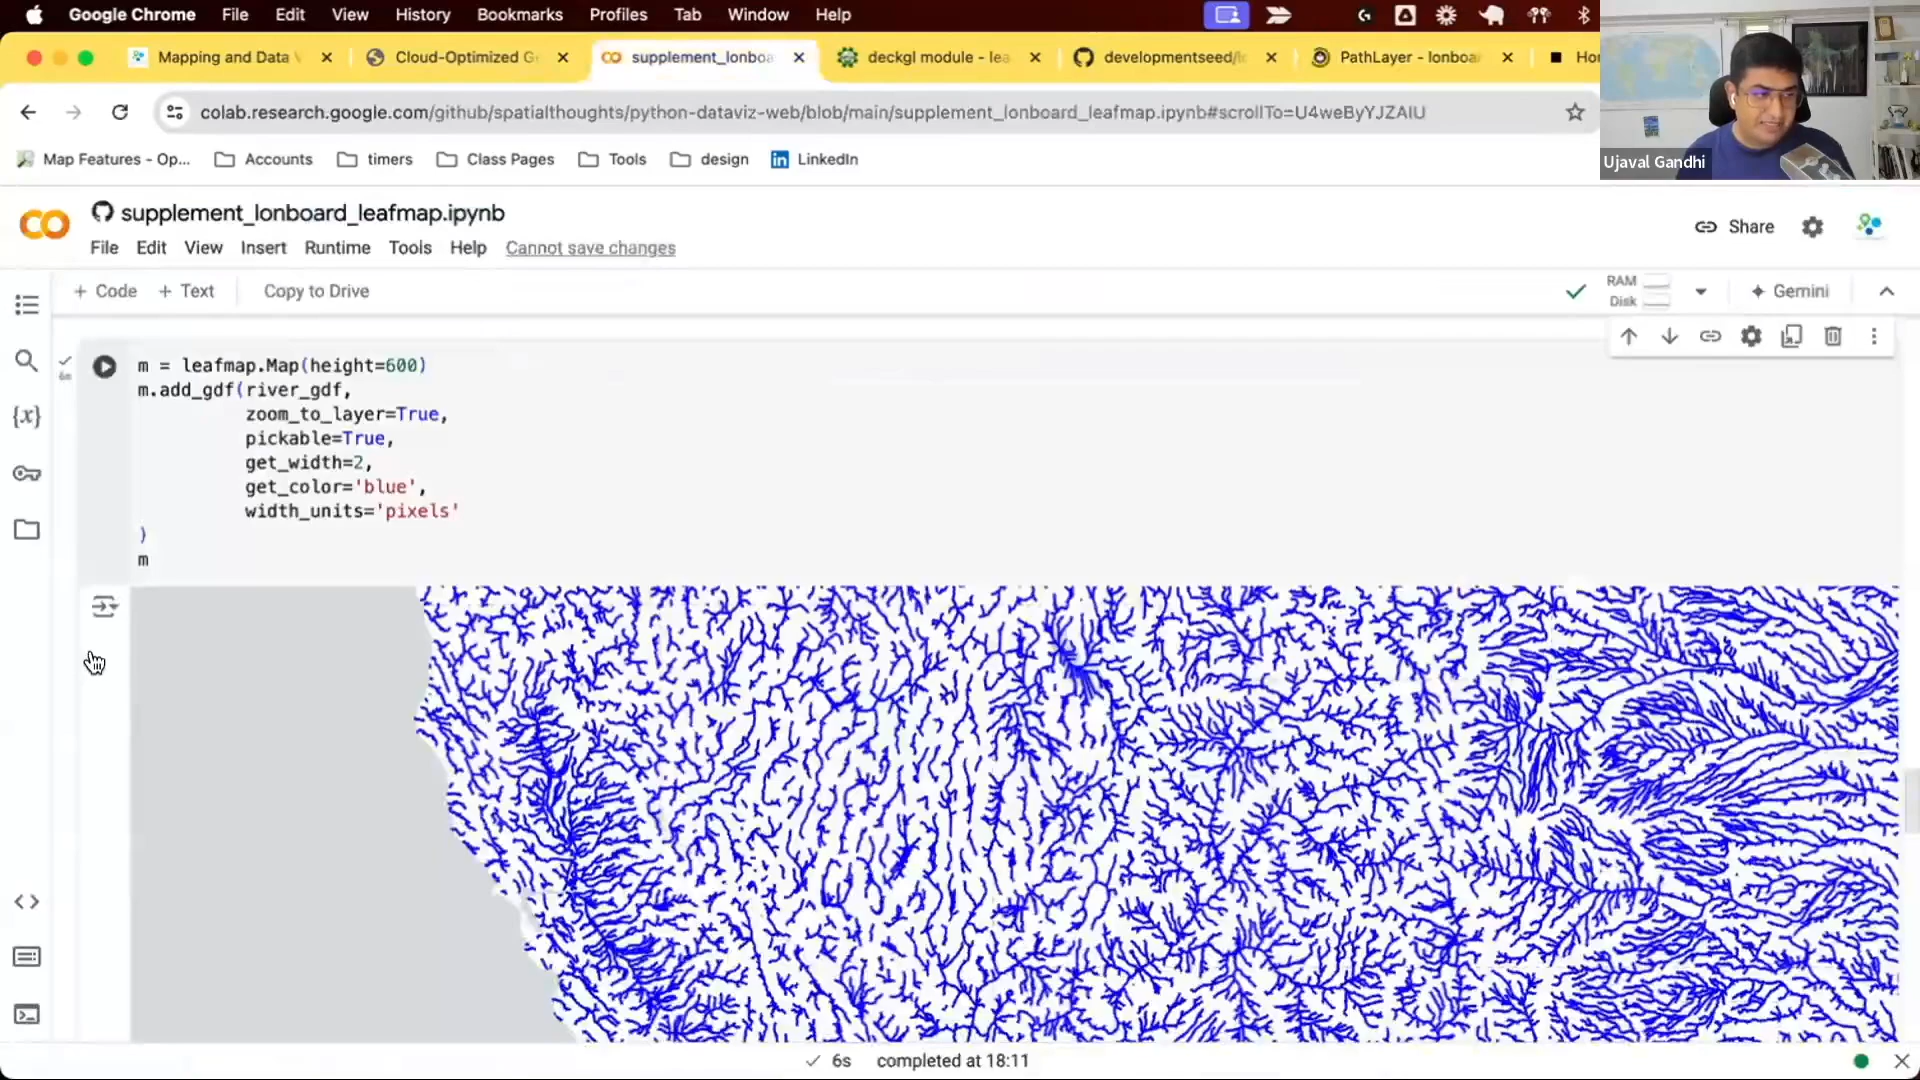 Google Chrome File Edit View History Bookmarks Profiles Tab Window Help
Mapping and Data V
Cloud-Optimized Ge
supplement_lonboa
deckgl module - lea
developmentseed/lo
PathLayer - lonboa
Hor
colab.research.google.com/github/spatialthoughts/python-dataviz-web/blob/main/supplement_lonboard_leafmap.ipynb#scrollTo=U4weByYJZAIU
Map Features - Op... Accounts timers Class Pages Tools design LinkedIn
Ujaval Gandhi
supplement_lonboard_leafmap.ipynb
Share
File Edit View Insert Runtime Tools Help Cannot save changes
+ Code + Text Copy to Drive
RAM
Disk
Gemini
m = leafmap.Map(height=600)
m.add_gdf(river_gdf,
zoom_to_layer=True,
pickable=True,
get_width=2,
get_color='blue',
width_units='pixels'
)
m
6s completed at 18:11